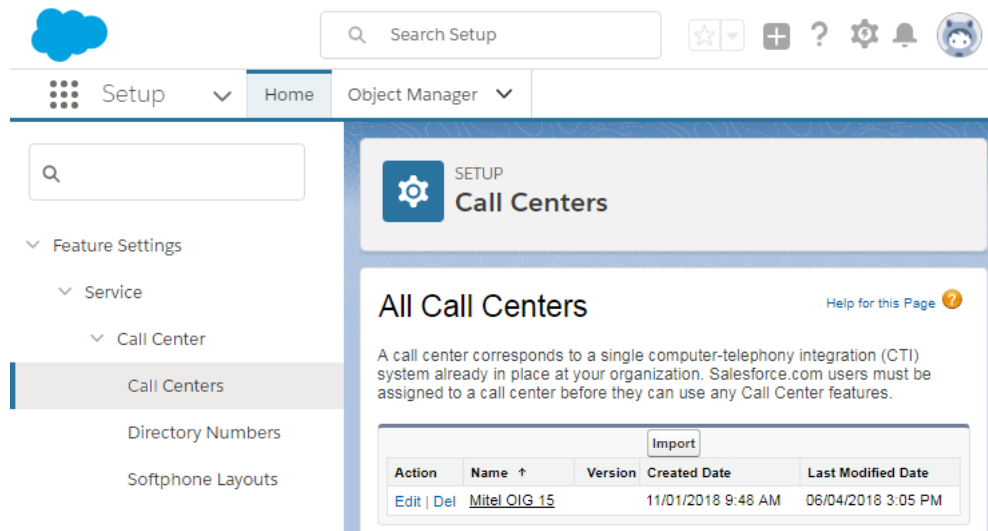 Search Setup
Setup Home Object Manager
SETUP
Call Centers
Feature Settings
Service
Call Center
Call Centers
Directory Numbers
Softphone Layouts
All Call Centers
Help for this Page ?
A call center corresponds to a single computer-telephony integration (CTI)
system already in place at your organization. Salesforce.com users must be
assigned to a call center before they can use any Call Center features.
Import
Action Name ↑ Version Created Date Last Modified Date
Edit | Del Mitel OIG 15 11/01/2018 9:48 AM 06/04/2018 3:05 PM